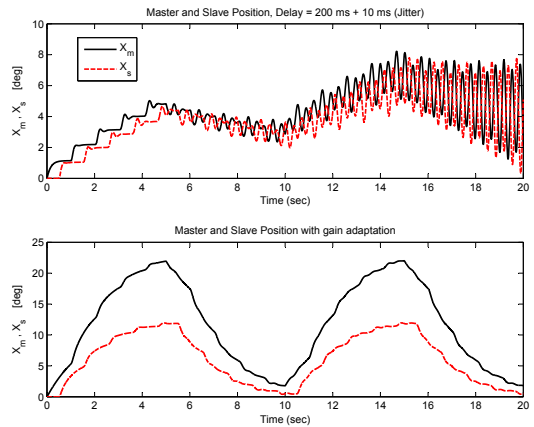 Master and Slave Position, Delay = 200 ms + 10 ms (Jitter)
10
8
6
4
2
0
X_m , X_s [deg]
X_m
X_s
0 2 4 6 8 10 12 14 16 18 20
Time (sec)
Master and Slave Position with gain adaptation
25
20
15
10
5
0
X_m , X_s [deg]
0 2 4 6 8 10 12 14 16 18 20
Time (sec)